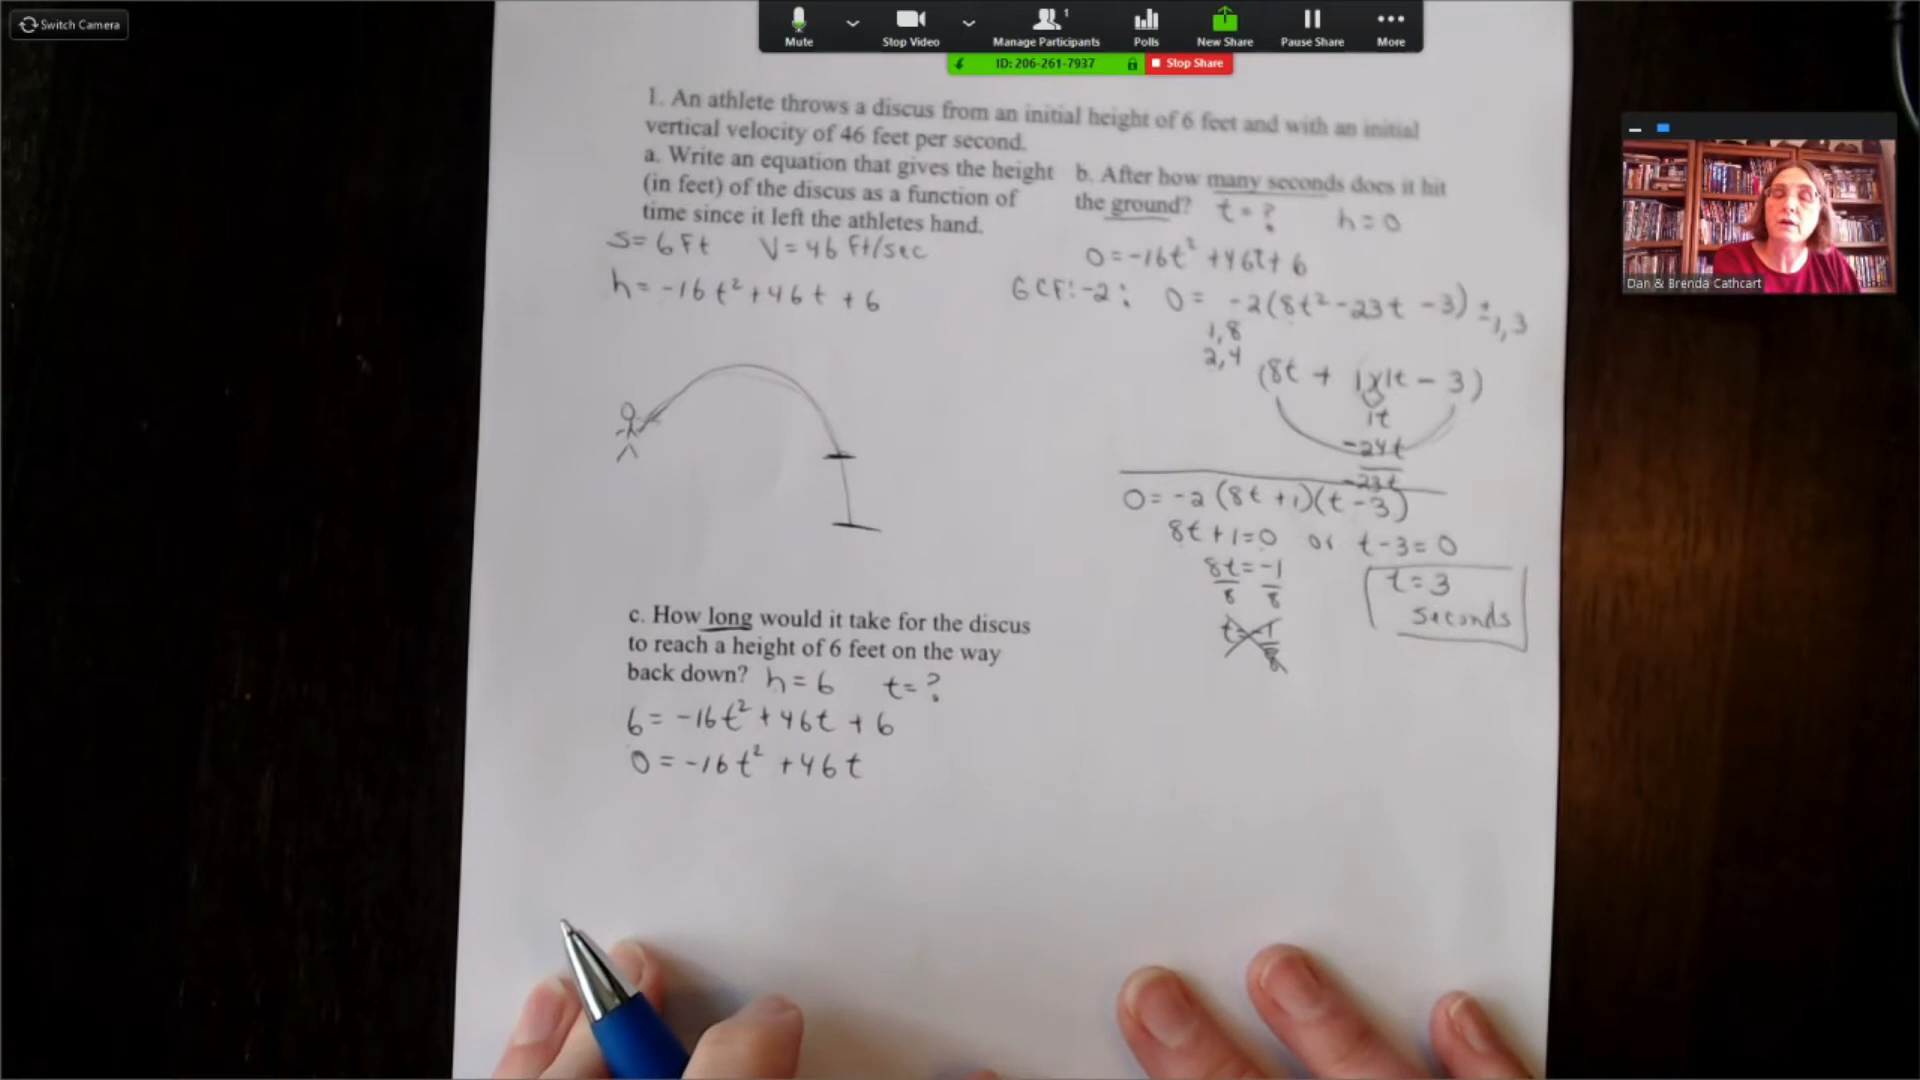 Switch Camera
Mute
Stop Video
Manage Participants
1
Polls
New Share
Pause Share
More
ID: 206-261-7937
Stop Share
Dan & Brenda Cathcart
1. An athlete throws a discus from an initial height of 6 feet and with an initial
vertical velocity of 46 feet per second.
a. Write an equation that gives the height
(in feet) of the discus as a function of
time since it left the athletes hand.
S=6 Ft V=46 Ft/sec
h=-16t²+46t+6
b. After how many seconds does it hit
the ground? t=? h=0
0=-16t²+46t+6
GCF:-2: 0= -2(8t²-23t-3) ±1,3
1,8
2,4
(8t + 1)(1t - 3)
1t
-24t
-23t
0=-2(8t+1)(t-3)
8t+1=0 or t-3=0
8t=-1
8 8
t=-1
8
t=3
seconds
c. How long would it take for the discus
to reach a height of 6 feet on the way
back down? h=6 t=?
6=-16t²+46t+6
0=-16t²+46t